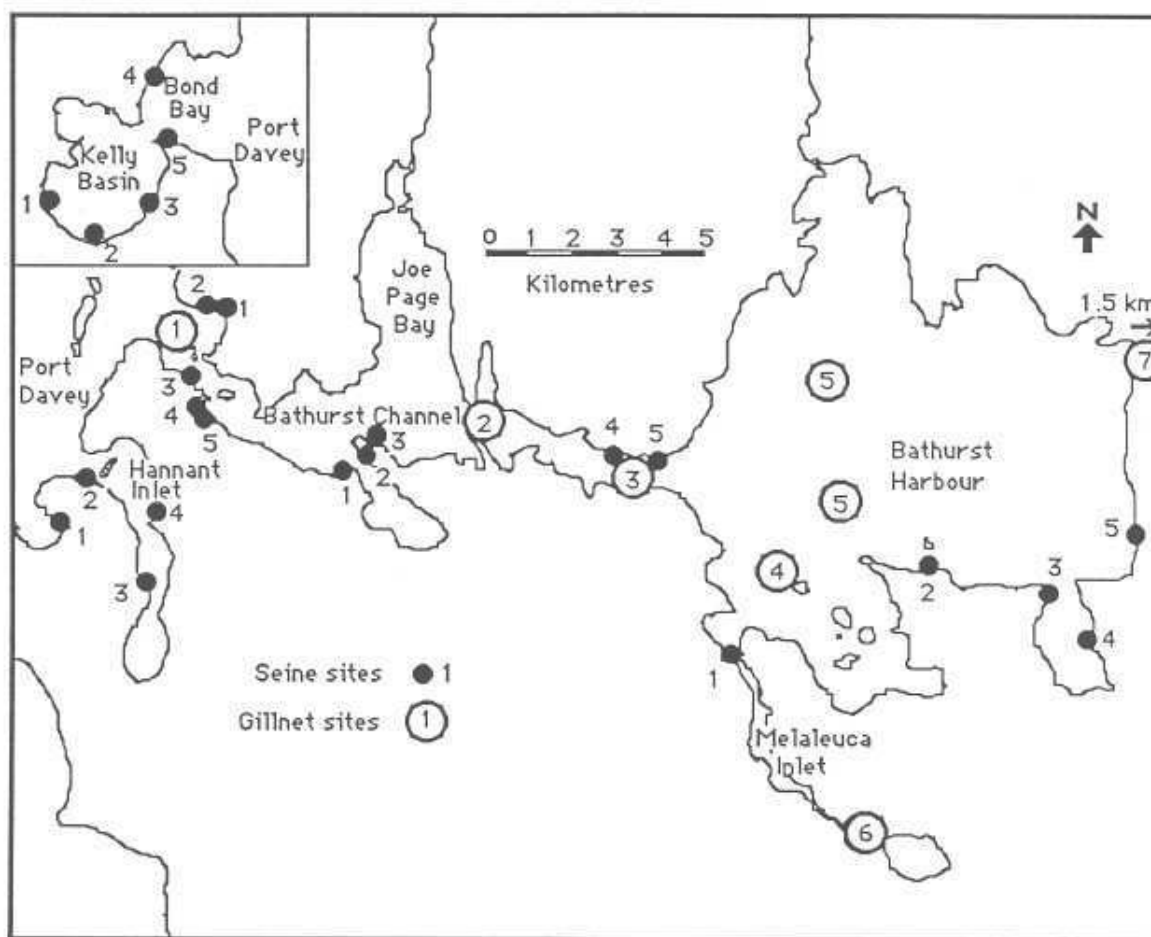 4
Bond
Bay
Port
Davey
Kelly
Basin
5
1
3
2
N
0 1 2 3 4 5
Kilometres
Joe
Page
Bay
2 1
1
1.5 km
7
Port
Davey
3
5
4
Bathurst Channel
5
2
3
4 5
3
2
1
Bathurst
Harbour
Hannant
Inlet
2
4
1
5
5
4
2
3
3
4
1
Seine sites 1
Gillnet sites 1
Melaleuca
Inlet
6